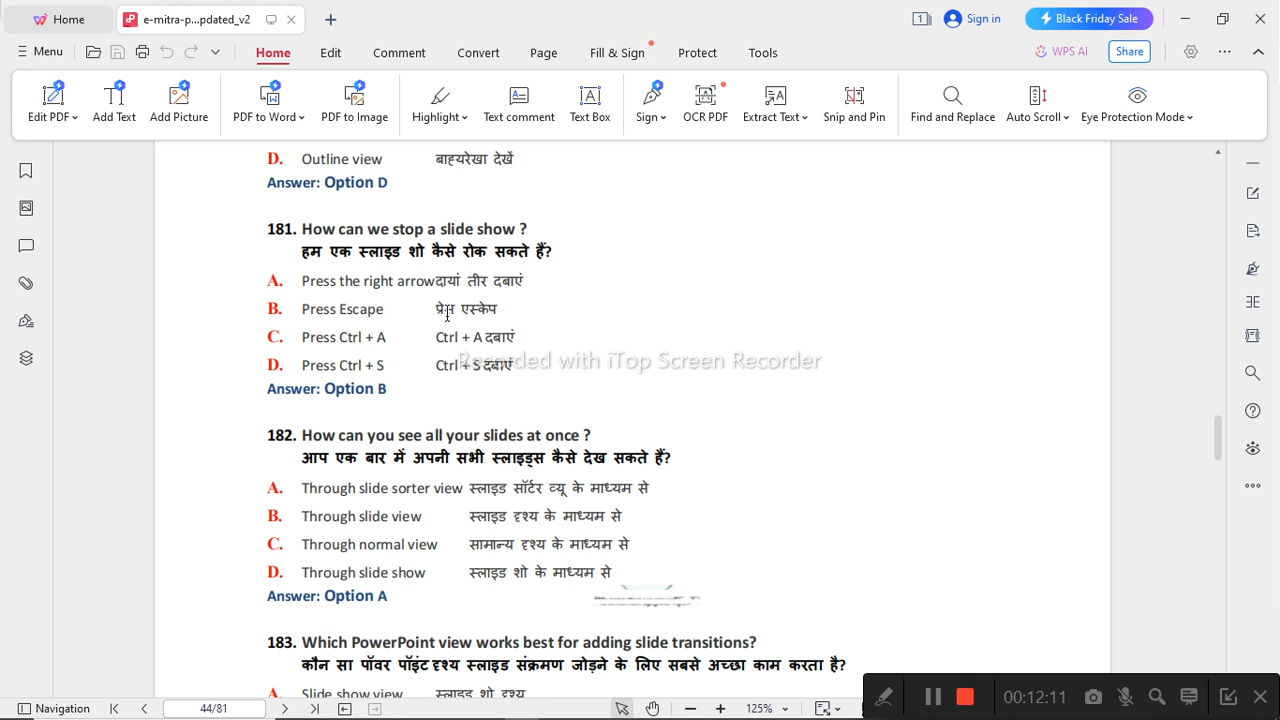 Home e-mitra-p...pdated_v2 Sign in Black Friday Sale
Menu Home Edit Comment Convert Page Fill & Sign Protect Tools WPS AI Share
Edit PDF Add Text Add Picture PDF to Word PDF to Image Highlight Text comment Text Box Sign OCR PDF Extract Text Snip and Pin Find and Replace Auto Scroll Eye Protection Mode
D. Outline view बाह्यरेखा देखें
Answer: Option D
181. How can we stop a slide show ?
हम एक स्लाइड शो कैसे रोक सकते हैं?
A. Press the right arrow दायां तीर दबाएं
B. Press Escape प्रेस एस्केप
C. Press Ctrl + A Ctrl + A दबाएं
Recorded with iTop Screen Recorder
D. Press Ctrl + S Ctrl + S दबाएं
Answer: Option B
182. How can you see all your slides at once ?
आप एक बार में अपनी सभी स्लाइड्स कैसे देख सकते हैं?
A. Through slide sorter view स्लाइड सॉर्टर व्यू के माध्यम से
B. Through slide view स्लाइड दृश्य के माध्यम से
C. Through normal view सामान्य दृश्य के माध्यम से
D. Through slide show स्लाइड शो के माध्यम से
Answer: Option A
183. Which PowerPoint view works best for adding slide transitions?
कौन सा पॉवर पॉइंट दृश्य स्लाइड संक्रमण जोड़ने के लिए सबसे अच्छा काम करता है?
A. Slide show view स्लाइड शो दृश्य
Navigation 44/81 125% 00:12:11